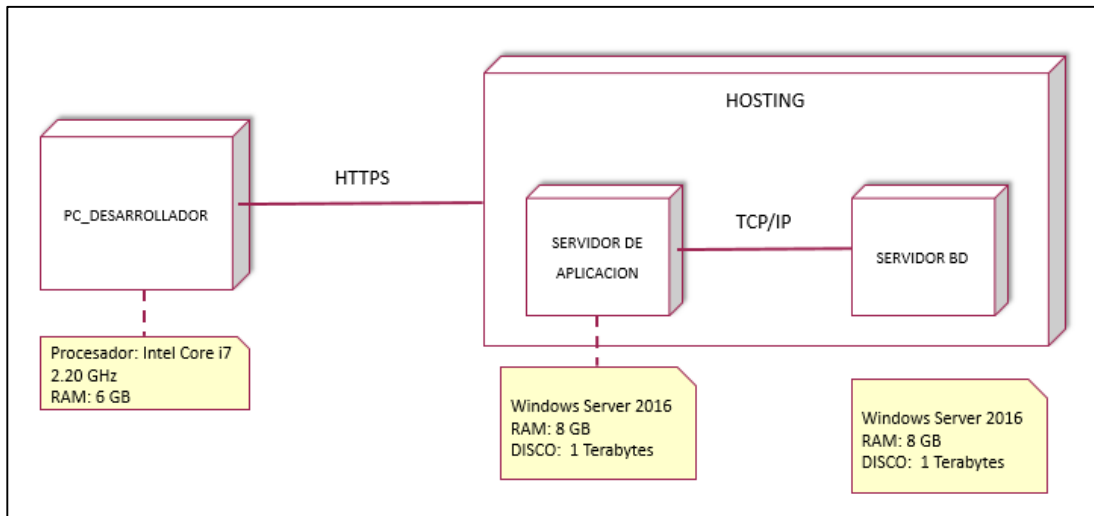 HOSTING
HTTPS
PC_DESARROLLADOR
SERVIDOR DE
APLICACION
TCP/IP
SERVIDOR BD
Procesador: Intel Core i7
2.20 GHz
RAM: 6 GB
Windows Server 2016
RAM: 8 GB
DISCO:  1 Terabytes
Windows Server 2016
RAM: 8 GB
DISCO:  1 Terabytes